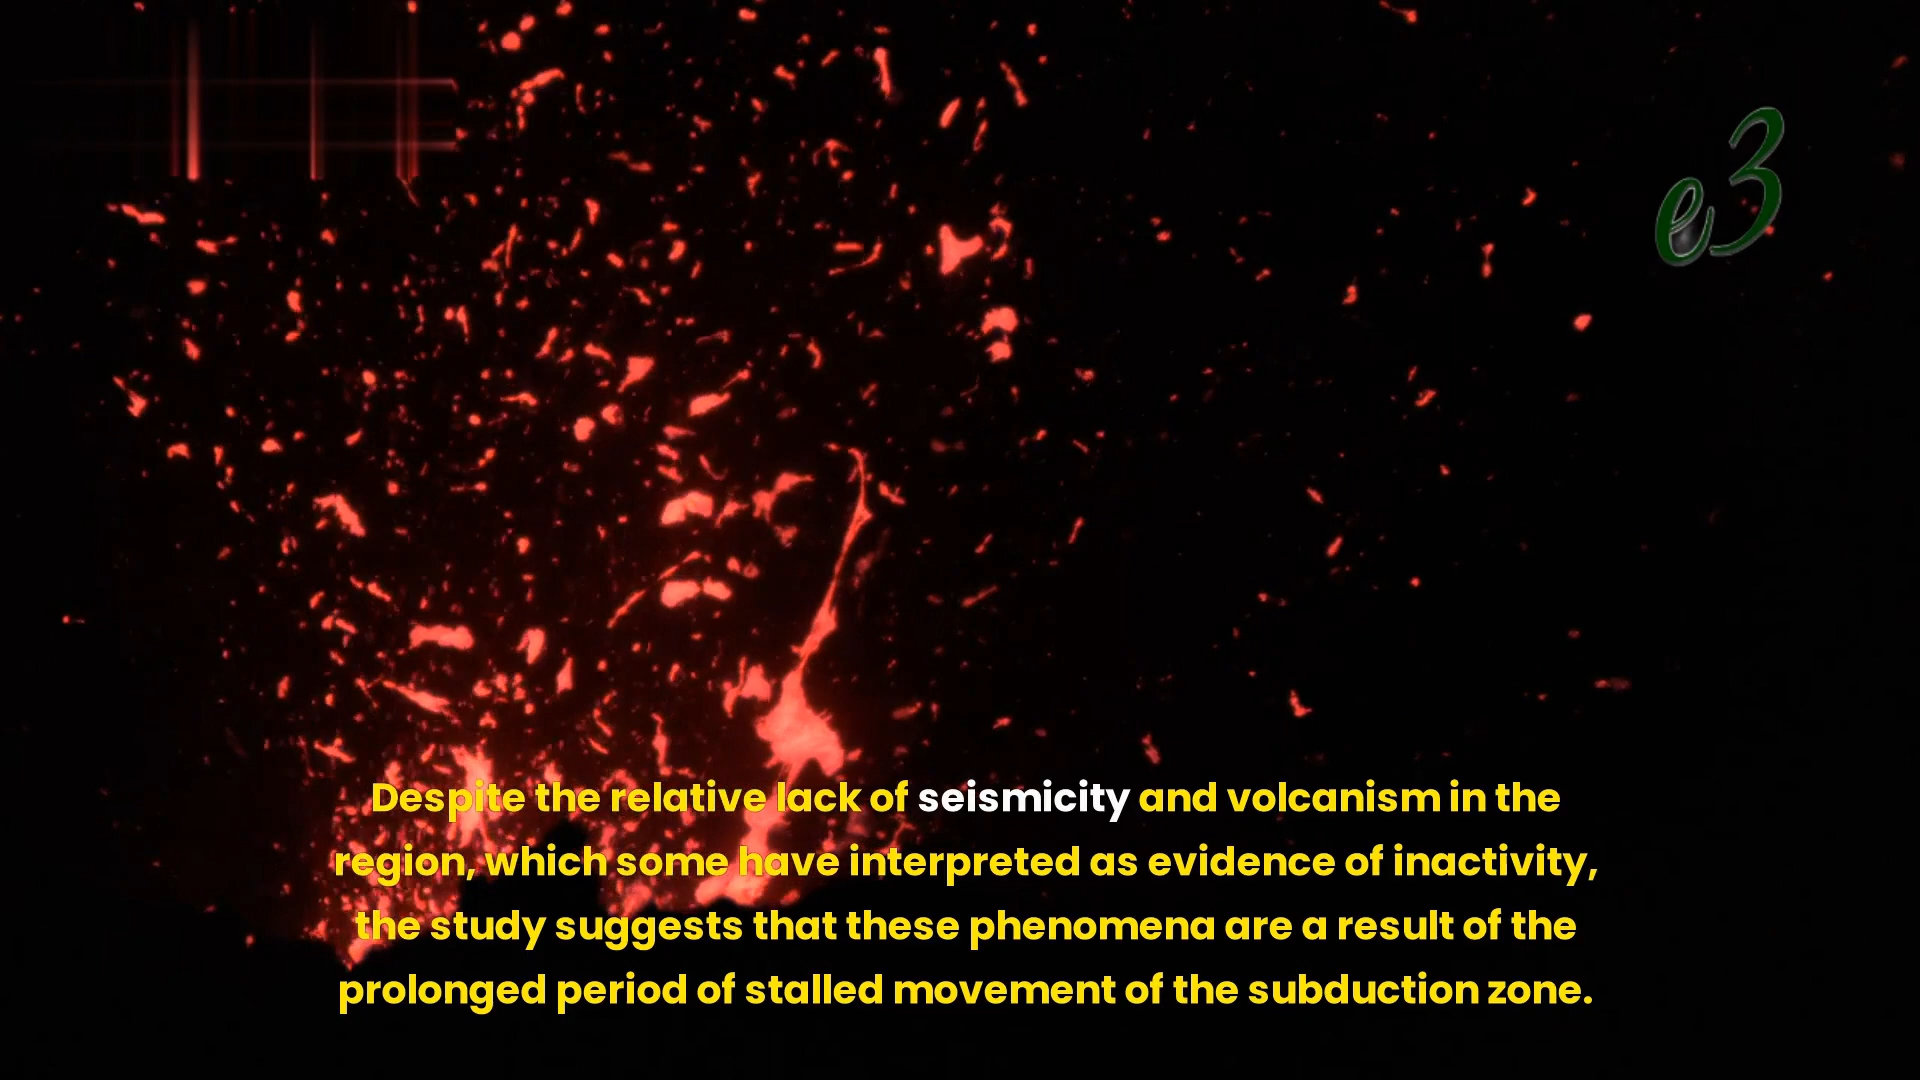 e3
Despite the relative lack of seismicity and volcanism in the
region, which some have interpreted as evidence of inactivity,
the study suggests that these phenomena are a result of the
prolonged period of stalled movement of the subduction zone.